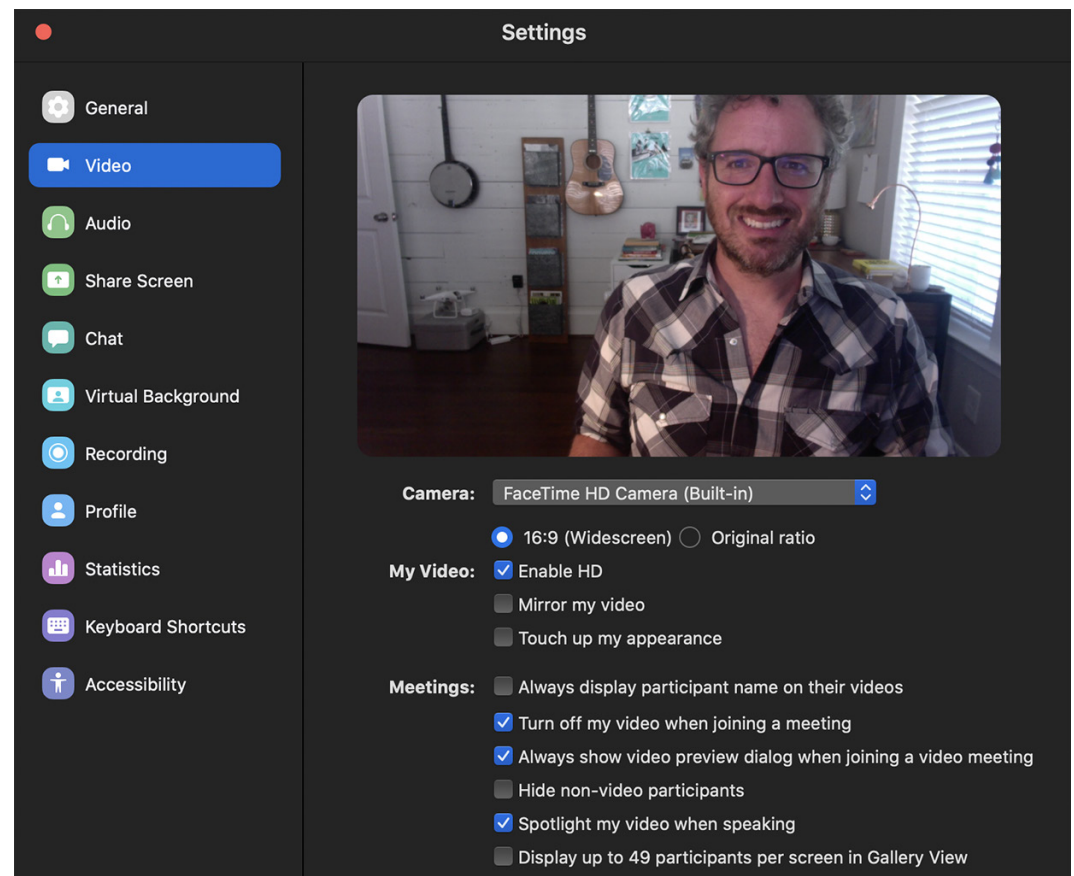 Settings
General
Video
Audio
Share Screen
Chat
Virtual Background
Recording
Profile
Statistics
Keyboard Shortcuts
Accessibility
Camera: FaceTime HD Camera (Built-in)
16:9 (Widescreen) Original ratio
My Video: Enable HD
Mirror my video
Touch up my appearance
Meetings: Always display participant name on their videos
Turn off my video when joining a meeting
Always show video preview dialog when joining a video meeting
Hide non-video participants
Spotlight my video when speaking
Display up to 49 participants per screen in Gallery View